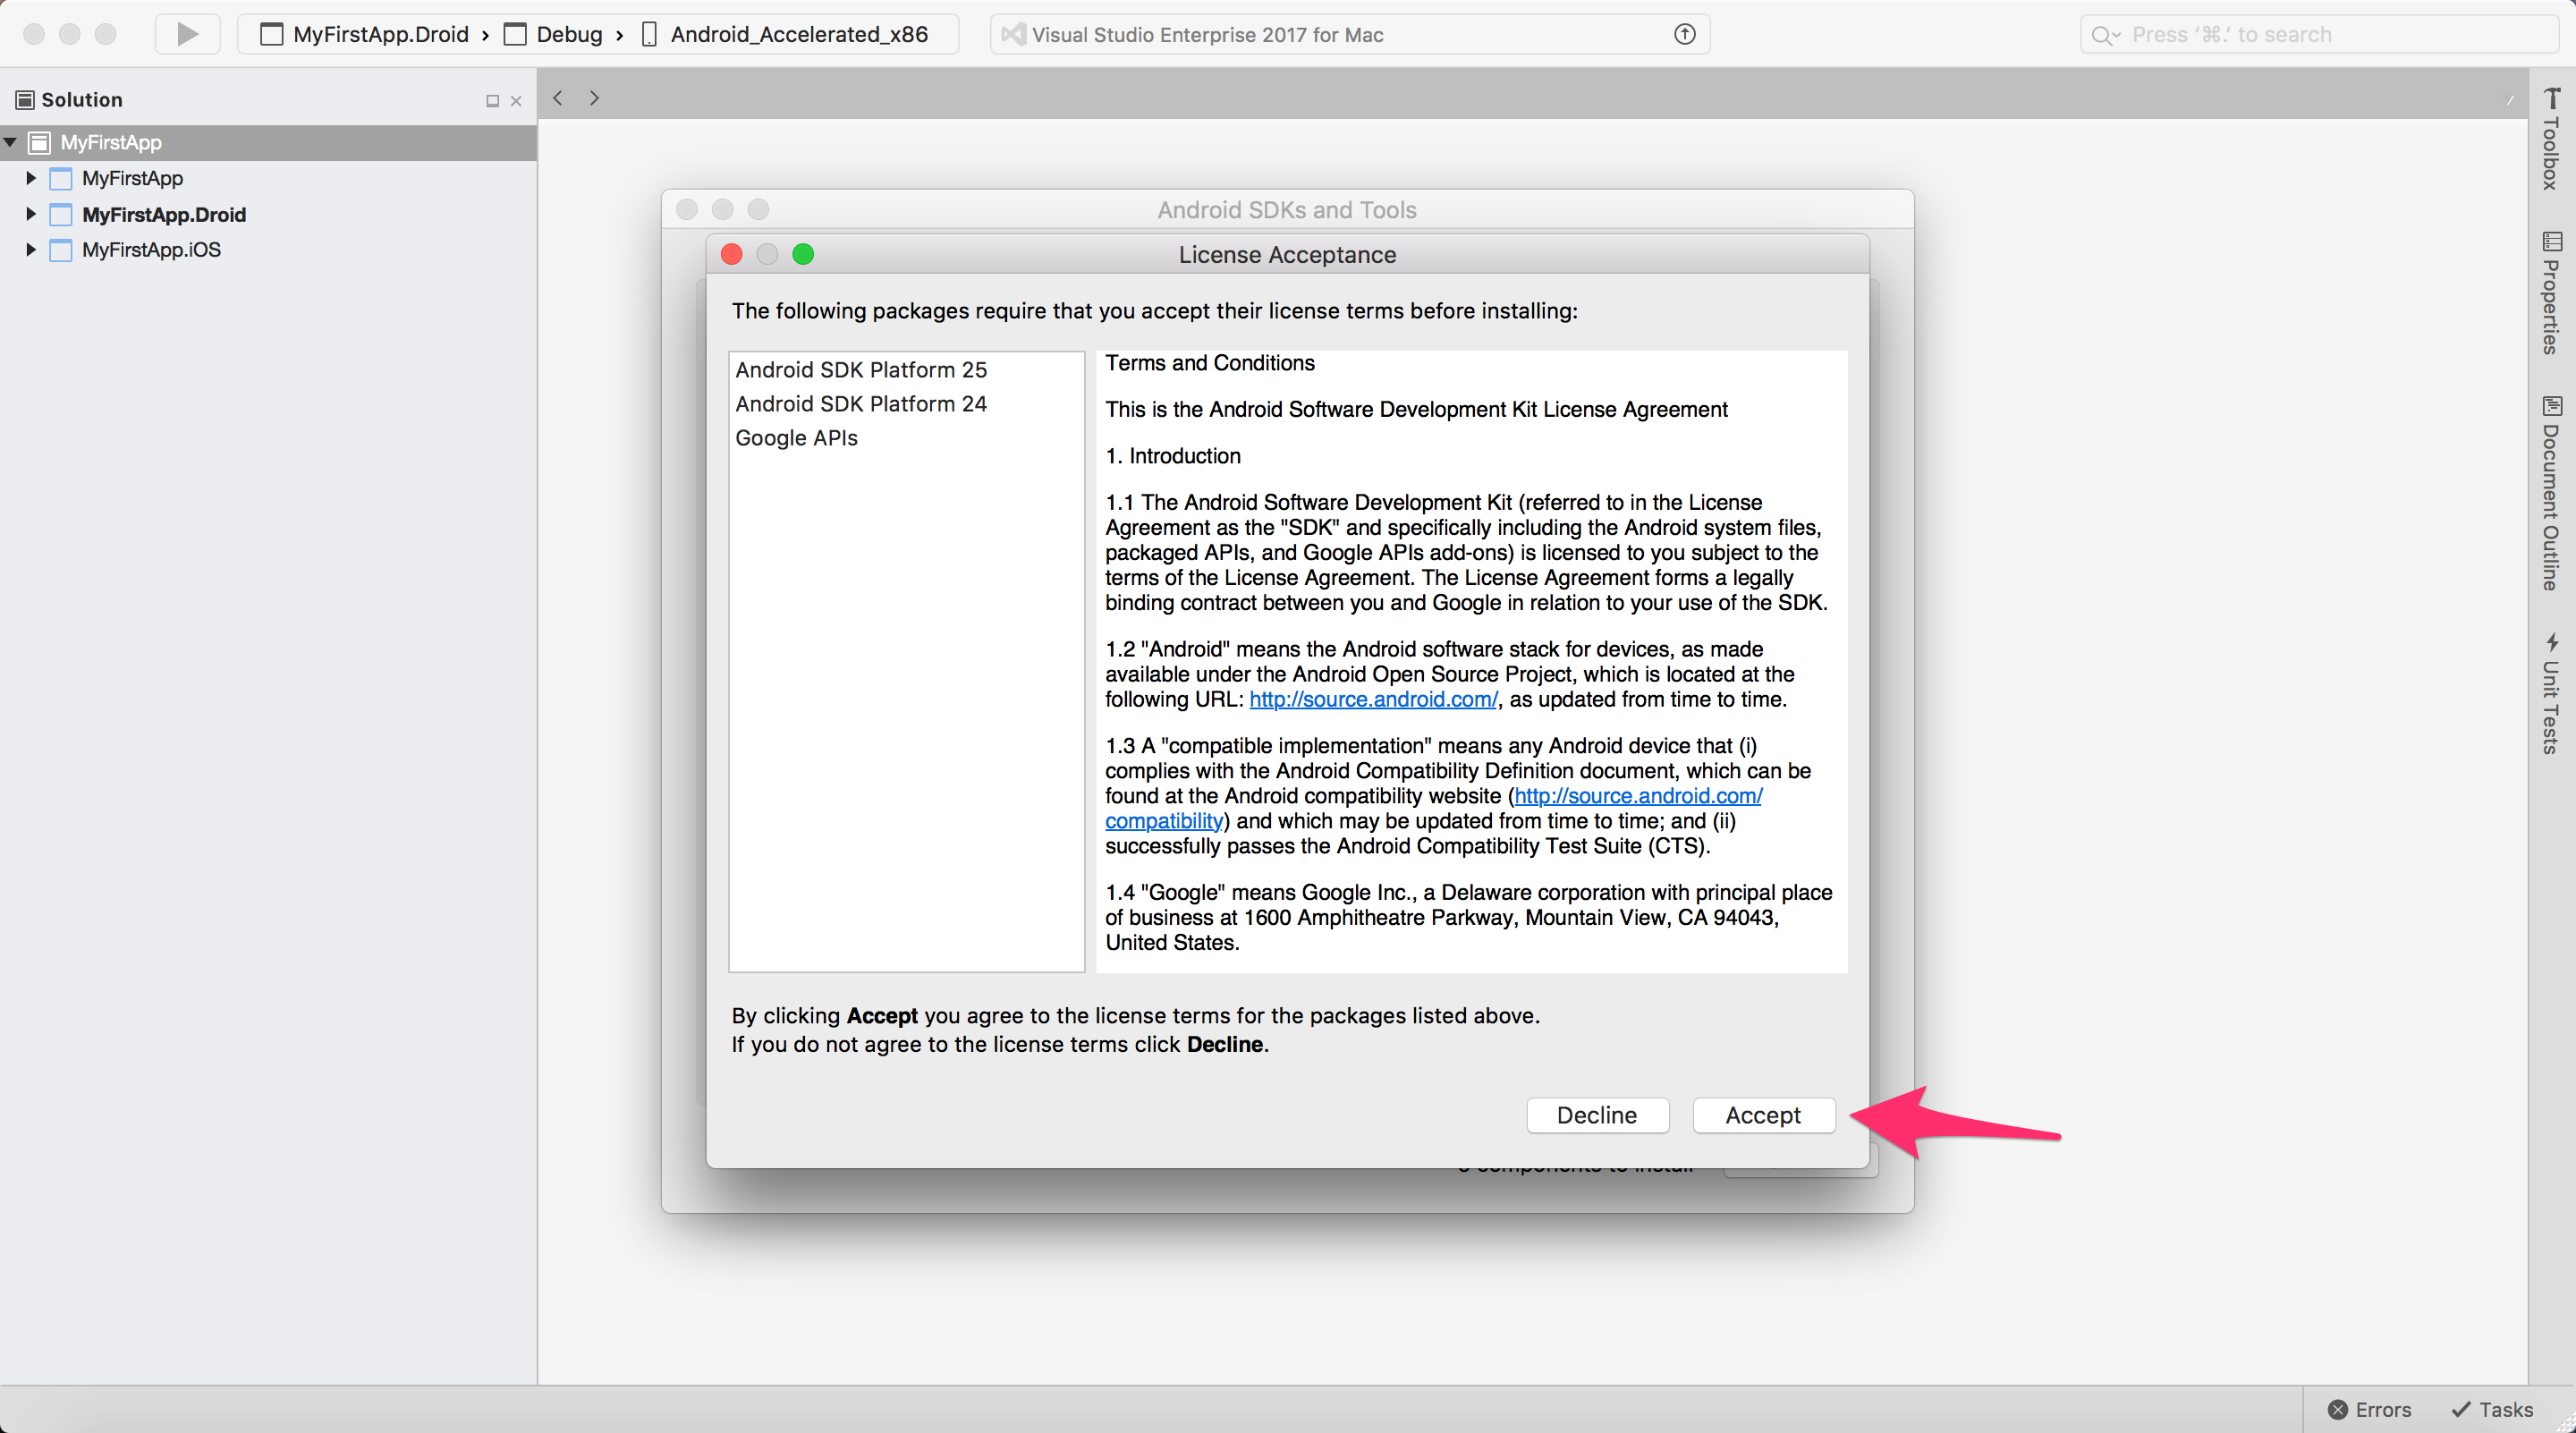 MyFirstApp.Droid › Debug › Android_Accelerated_x86
Visual Studio Enterprise 2017 for Mac
Press ‘⌘.’ to search
Solution
MyFirstApp
MyFirstApp
MyFirstApp.Droid
MyFirstApp.iOS
Android SDKs and Tools
License Acceptance
The following packages require that you accept their license terms before installing:
Android SDK Platform 25
Android SDK Platform 24
Google APIs
Terms and Conditions
This is the Android Software Development Kit License Agreement
1. Introduction
1.1 The Android Software Development Kit (referred to in the License
Agreement as the "SDK" and specifically including the Android system files,
packaged APIs, and Google APIs add-ons) is licensed to you subject to the
terms of the License Agreement. The License Agreement forms a legally
binding contract between you and Google in relation to your use of the SDK.
1.2 "Android" means the Android software stack for devices, as made
available under the Android Open Source Project, which is located at the
following URL: http://source.android.com/, as updated from time to time.
1.3 A "compatible implementation" means any Android device that (i)
complies with the Android Compatibility Definition document, which can be
found at the Android compatibility website (http://source.android.com/
compatibility) and which may be updated from time to time; and (ii)
successfully passes the Android Compatibility Test Suite (CTS).
1.4 "Google" means Google Inc., a Delaware corporation with principal place
of business at 1600 Amphitheatre Parkway, Mountain View, CA 94043,
United States.
By clicking Accept you agree to the license terms for the packages listed above.
If you do not agree to the license terms click Decline.
Decline
Accept
components to install
Toolbox
Properties
Document Outline
Unit Tests
Errors
Tasks